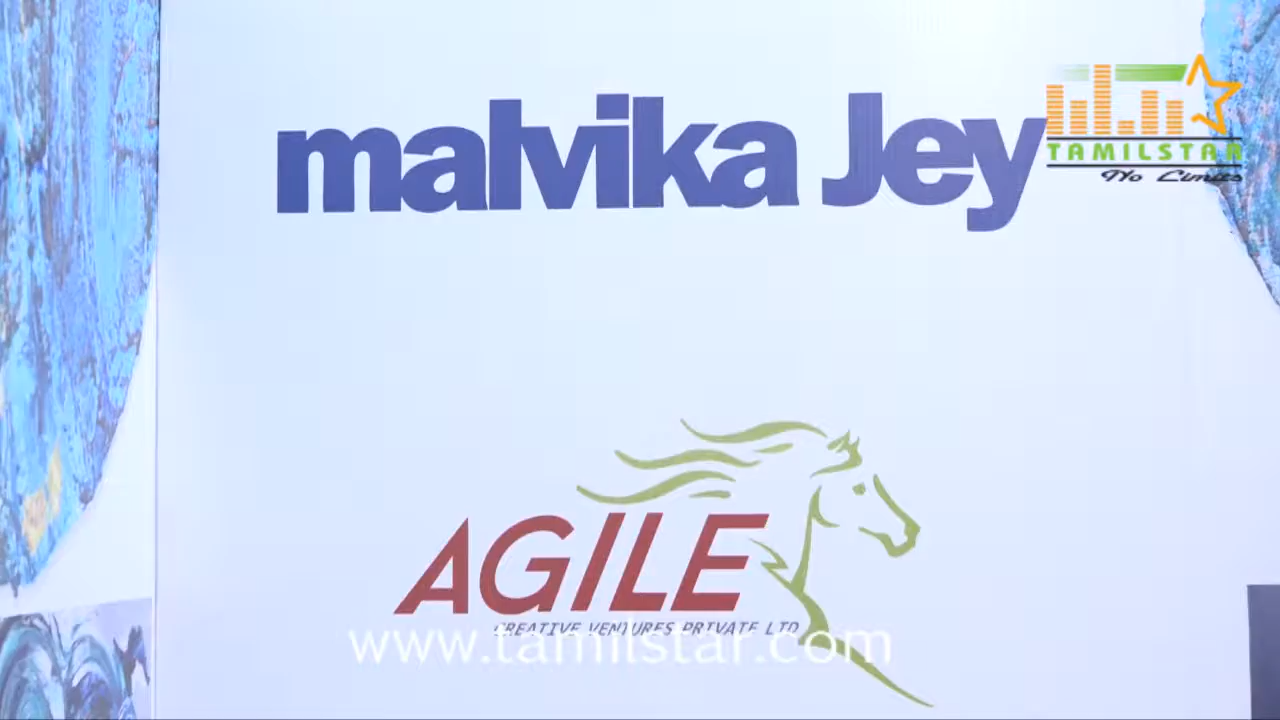 malvika Jey
TAMILSTAR
No Limits
AGILE
CREATIVE VENTURES PRIVATE LTD
www.tamilstar.com